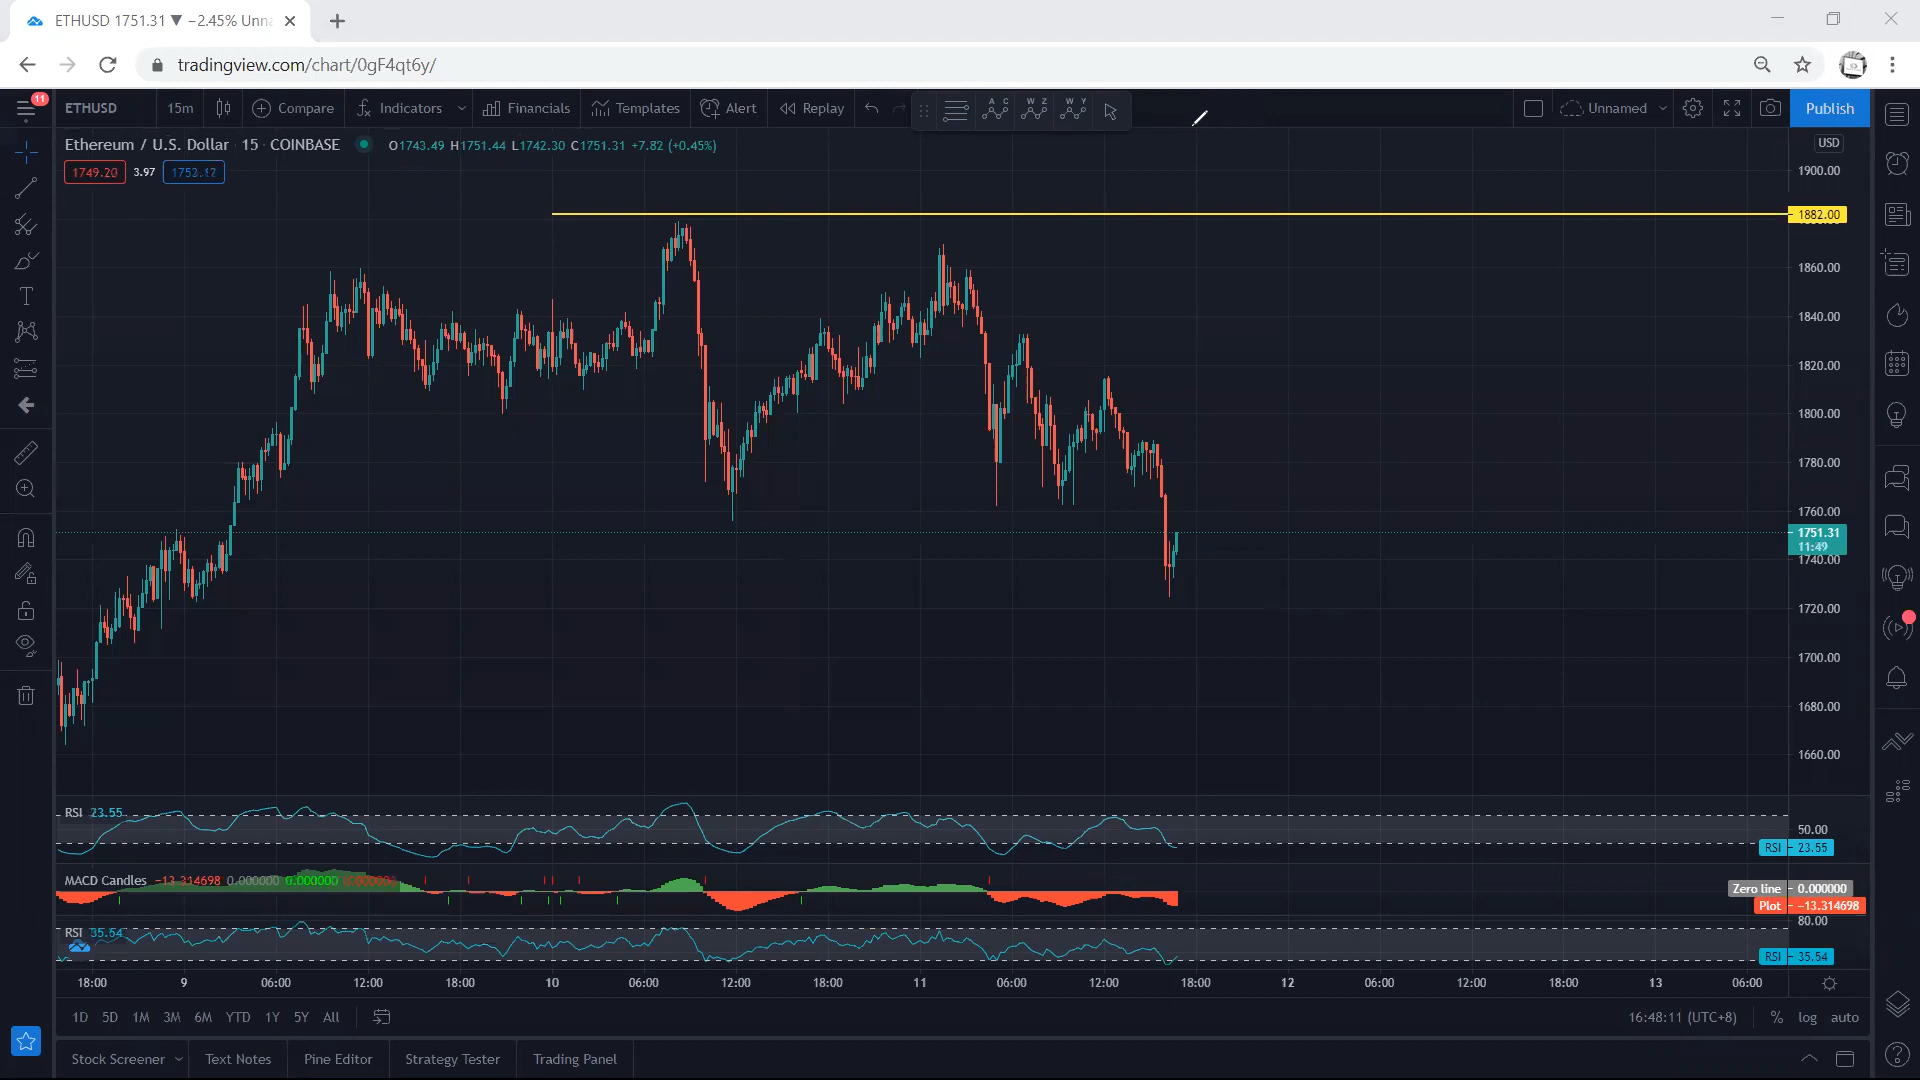 ETHUSD 1751.31 ▼ −2.45% Unna
tradingview.com/chart/0gF4qt6y/
11
ETHUSD 15m Compare Indicators Financials Templates Alert Replay
A C W Z W Y
Unnamed Publish
Ethereum / U.S. Dollar · 15 · COINBASE O1743.49 H1751.44 L1742.30 C1751.31 +7.82 (+0.45%)
USD
1749.20 3.97
1900.00
1882.00
1860.00
1840.00
1820.00
1800.00
1780.00
1760.00
1751.31
11:49
1740.00
1720.00
1700.00
1680.00
1660.00
RSI 23.55
50.00
RSI 23.55
MACD Candles −13.314698 0.000000 0.000000 0.000000
Zero line 0.000000
Plot −13.314698
80.00
RSI 35.54
RSI 35.54
18:00 9 06:00 12:00 18:00 10 06:00 12:00 18:00 11 06:00 12:00 18:00 12 06:00 12:00 18:00 13 06:00
1D 5D 1M 3M 6M YTD 1Y 5Y All
16:48:11 (UTC+8) % log auto
Stock Screener Text Notes Pine Editor Strategy Tester Trading Panel